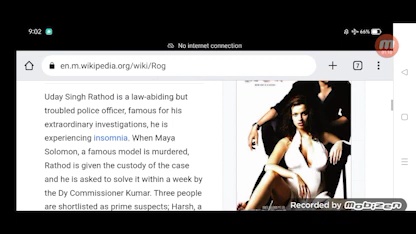 9:02
66%
No internet connection
en.m.wikipedia.org/wiki/Rog
7
Uday Singh Rathod is a law-abiding but
troubled police officer, famous for his
extraordinary investigations, he is
experiencing insomnia. When Maya
Solomon, a famous model is murdered,
Rathod is given the custody of the case
and he is asked to solve it within a week by
the Dy Commissioner Kumar. Three people
are shortlisted as prime suspects; Harsh, a
Recorded by mobizen